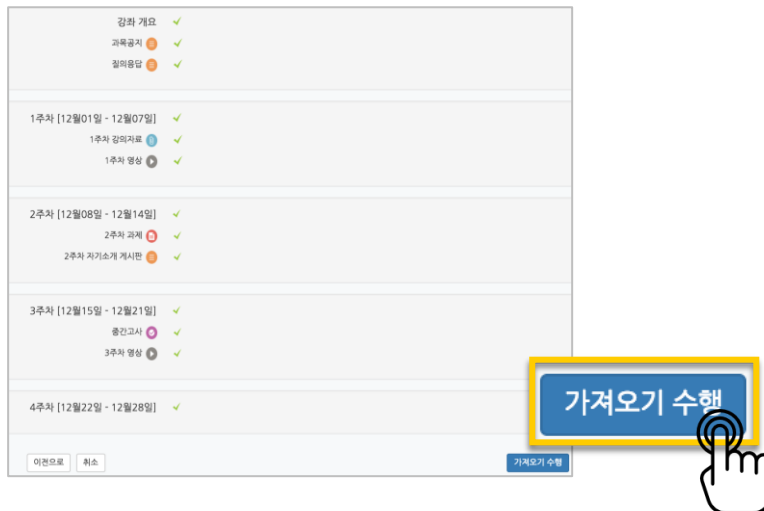 강좌 개요
과목공지
질의응답
1주차 [12월01일 - 12월07일]
1주차 강의자료
1주차 영상
2주차 [12월08일 - 12월14일]
2주차 과제
2주차 자기소개 게시판
3주차 [12월15일 - 12월21일]
중간고사
3주차 영상
4주차 [12월22일 - 12월28일]
가져오기 수행
이전으로 취소 가져오기 수행